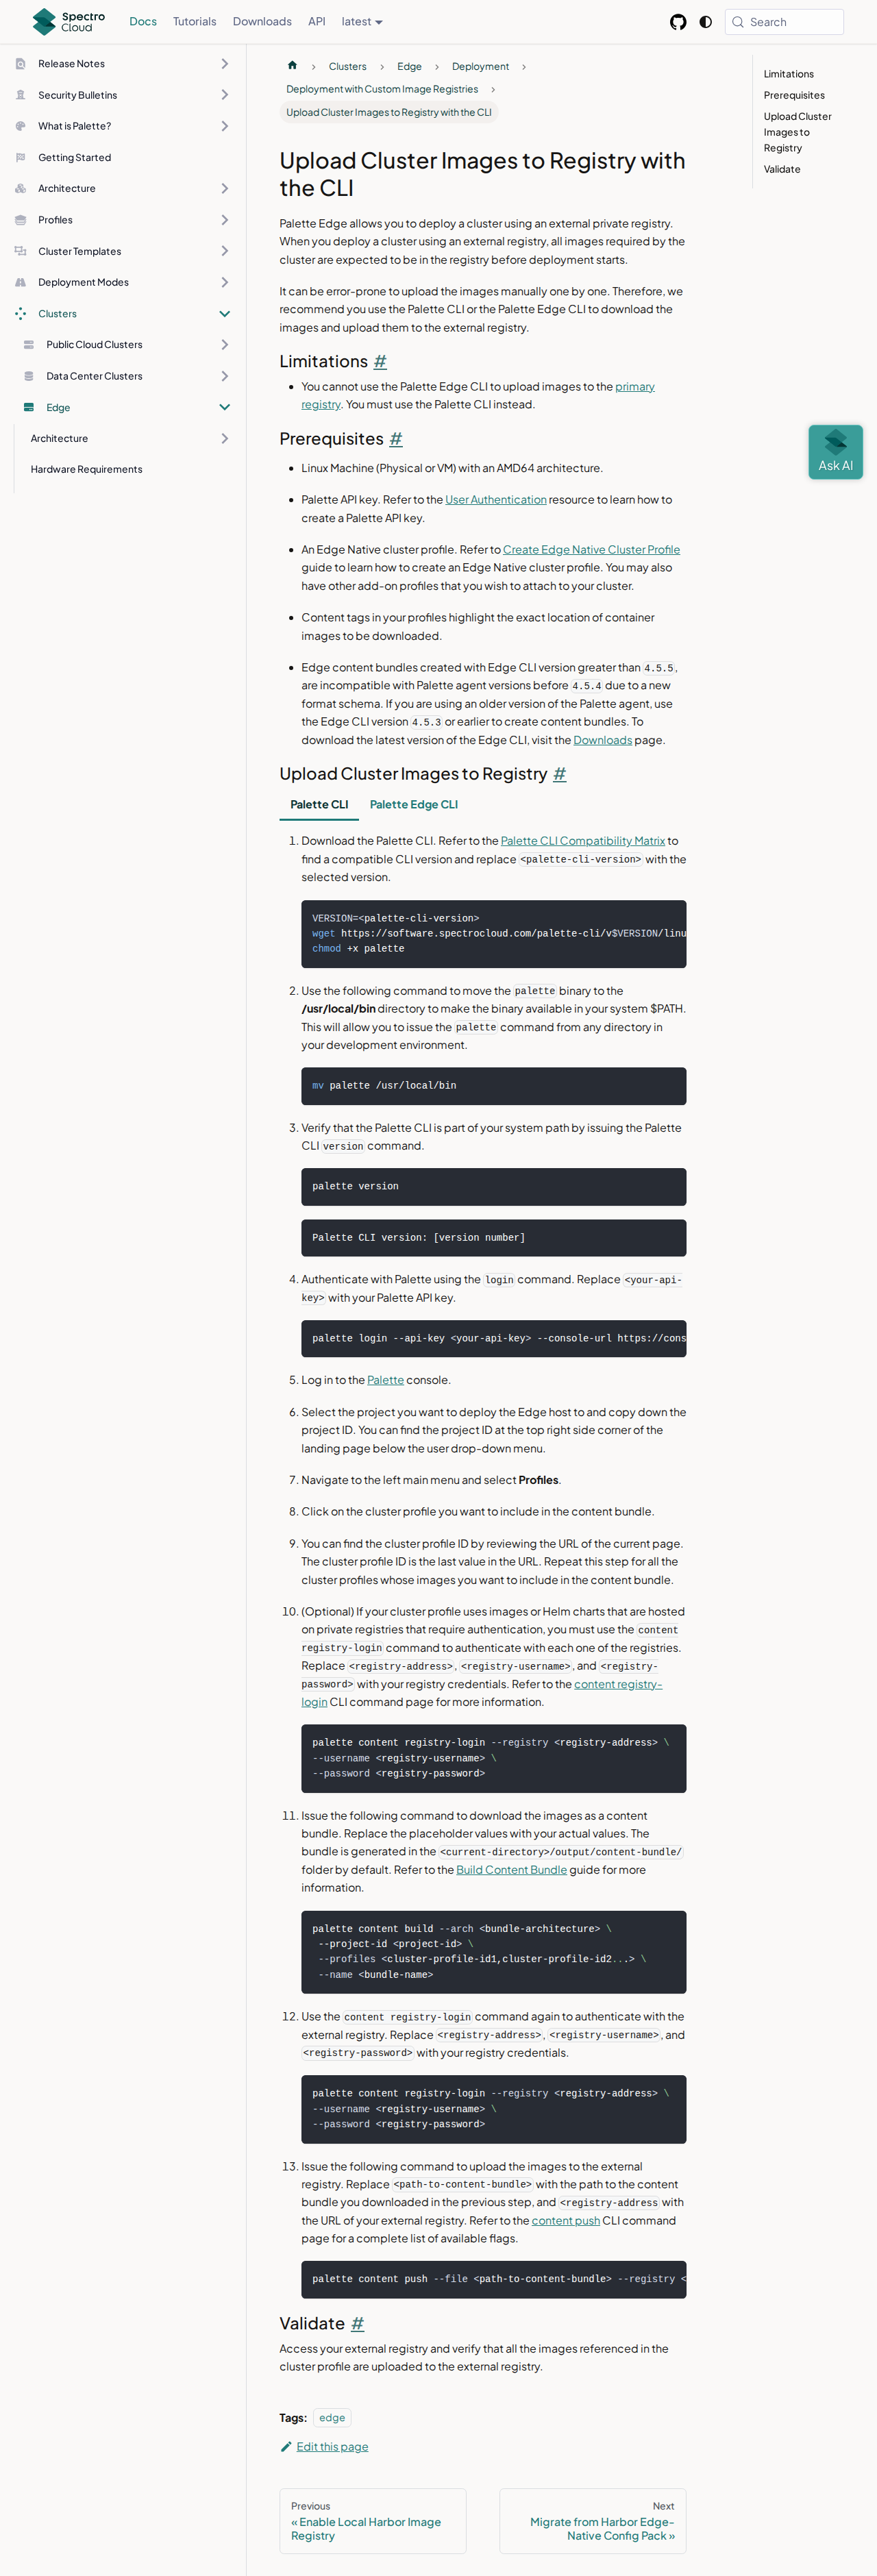 Spectro Cloud
Docs
Tutorials
Downloads
API
latest
Search
Release Notes
Security Bulletins
What is Palette?
Getting Started
Architecture
Profiles
Cluster Templates
Deployment Modes
Clusters
Public Cloud Clusters
Data Center Clusters
Edge
Architecture
Hardware Requirements
Clusters
Edge
Deployment
Deployment with Custom Image Registries
Upload Cluster Images to Registry with the CLI
Upload Cluster Images to Registry with
the CLI
Palette Edge allows you to deploy a cluster using an external private registry.
When you deploy a cluster using an external registry, all images required by the
cluster are expected to be in the registry before deployment starts.
It can be error-prone to upload the images manually one by one. Therefore, we
recommend you use the Palette CLI or the Palette Edge CLI to download the
images and upload them to the external registry.
Limitations #
You cannot use the Palette Edge CLI to upload images to the primary
registry. You must use the Palette CLI instead.
Prerequisites #
Linux Machine (Physical or VM) with an AMD64 architecture.
Palette API key. Refer to the User Authentication resource to learn how to
create a Palette API key.
An Edge Native cluster profile. Refer to Create Edge Native Cluster Profile
guide to learn how to create an Edge Native cluster profile. You may also
have other add-on profiles that you wish to attach to your cluster.
Content tags in your profiles highlight the exact location of container
images to be downloaded.
Edge content bundles created with Edge CLI version greater than 4.5.5,
are incompatible with Palette agent versions before 4.5.4 due to a new
format schema. If you are using an older version of the Palette agent, use
the Edge CLI version 4.5.3 or earlier to create content bundles. To
download the latest version of the Edge CLI, visit the Downloads page.
Upload Cluster Images to Registry #
Palette CLI
Palette Edge CLI
1. Download the Palette CLI. Refer to the Palette CLI Compatibility Matrix to
find a compatible CLI version and replace <palette-cli-version> with the
selected version.
VERSION=<palette-cli-version>
wget https://software.spectrocloud.com/palette-cli/v$VERSION/linu
chmod +x palette
2. Use the following command to move the palette binary to the
/usr/local/bin directory to make the binary available in your system $PATH.
This will allow you to issue the palette command from any directory in
your development environment.
mv palette /usr/local/bin
3. Verify that the Palette CLI is part of your system path by issuing the Palette
CLI version command.
palette version
Palette CLI version: [version number]
4. Authenticate with Palette using the login command. Replace <your-api-
key> with your Palette API key.
palette login --api-key <your-api-key> --console-url https://cons
5. Log in to the Palette console.
6. Select the project you want to deploy the Edge host to and copy down the
project ID. You can find the project ID at the top right side corner of the
landing page below the user drop-down menu.
7. Navigate to the left main menu and select Profiles.
8. Click on the cluster profile you want to include in the content bundle.
9. You can find the cluster profile ID by reviewing the URL of the current page.
The cluster profile ID is the last value in the URL. Repeat this step for all the
cluster profiles whose images you want to include in the content bundle.
10. (Optional) If your cluster profile uses images or Helm charts that are hosted
on private registries that require authentication, you must use the content
registry-login command to authenticate with each one of the registries.
Replace <registry-address>, <registry-username>, and <registry-
password> with your registry credentials. Refer to the content registry-
login CLI command page for more information.
palette content registry-login --registry <registry-address> \
--username <registry-username> \
--password <registry-password>
11. Issue the following command to download the images as a content
bundle. Replace the placeholder values with your actual values. The
bundle is generated in the <current-directory>/output/content-bundle/
folder by default. Refer to the Build Content Bundle guide for more
information.
palette content build --arch <bundle-architecture> \
--project-id <project-id> \
--profiles <cluster-profile-id1,cluster-profile-id2...> \
--name <bundle-name>
12. Use the content registry-login command again to authenticate with the
external registry. Replace <registry-address>, <registry-username>, and
<registry-password> with your registry credentials.
palette content registry-login --registry <registry-address> \
--username <registry-username> \
--password <registry-password>
13. Issue the following command to upload the images to the external
registry. Replace <path-to-content-bundle> with the path to the content
bundle you downloaded in the previous step, and <registry-address with
the URL of your external registry. Refer to the content push CLI command
page for a complete list of available flags.
palette content push --file <path-to-content-bundle> --registry <
Validate #
Access your external registry and verify that all the images referenced in the
cluster profile are uploaded to the external registry.
Tags: edge
Edit this page
Previous
« Enable Local Harbor Image
Registry
Next
Migrate from Harbor Edge-
Native Config Pack »
Limitations
Prerequisites
Upload Cluster
Images to
Registry
Validate
Ask AI